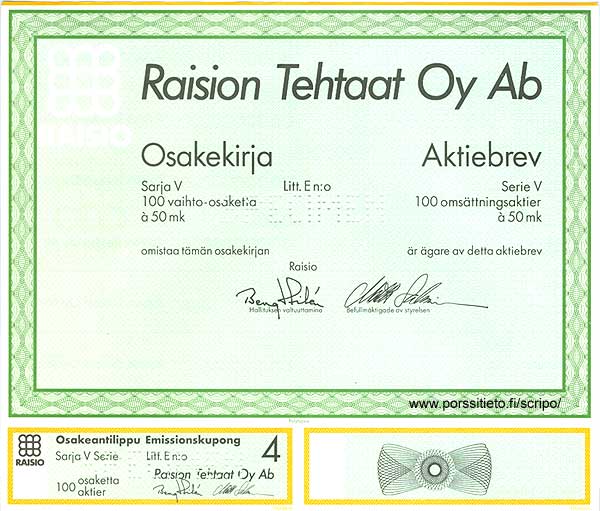 RAISIO
Raision Tehtaat Oy Ab
Osakekirja Aktiebrev
Sarja V Litt. E n:o Serie V
100 vaihto-osaketta SPECIMEN 100 omsättningsaktier
à 50 mk à 50 mk
omistaa tämän osakekirjan är ägare av detta aktiebrev
Raisio
Hallituksen valtuuttamina Befullmäktigade av styrelsen
www.porssitieto.fi/scripo/
Osakeantilippu Emissionskupong 4
Sarja V Serie Litt. E n:o
RAISIO Raision Tehtaat Oy Ab
100 osaketta
aktier